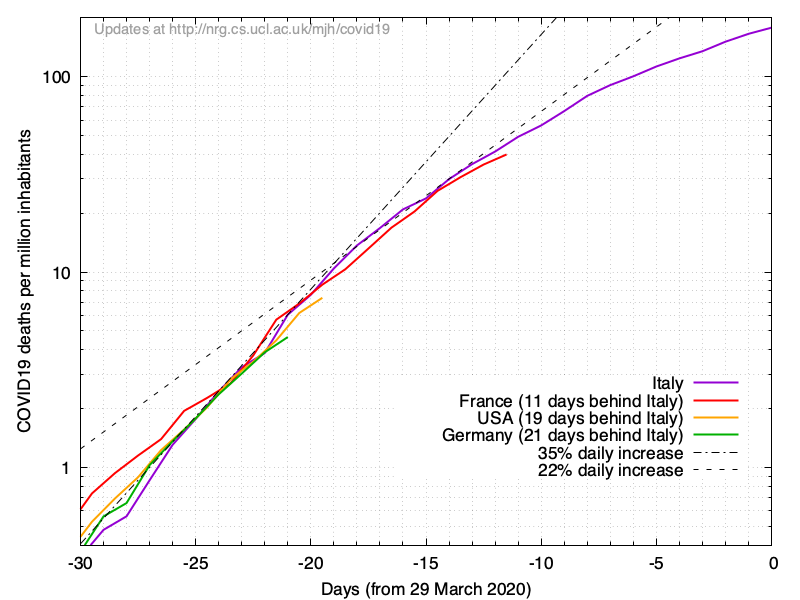 Updates at http://nrg.cs.ucl.ac.uk/mjh/covid19
COVID19 deaths per million inhabitants
100
10
1
Italy
France (11 days behind Italy)
USA (19 days behind Italy)
Germany (21 days behind Italy)
35% daily increase
22% daily increase
-30 -25 -20 -15 -10 -5 0
Days (from 29 March 2020)